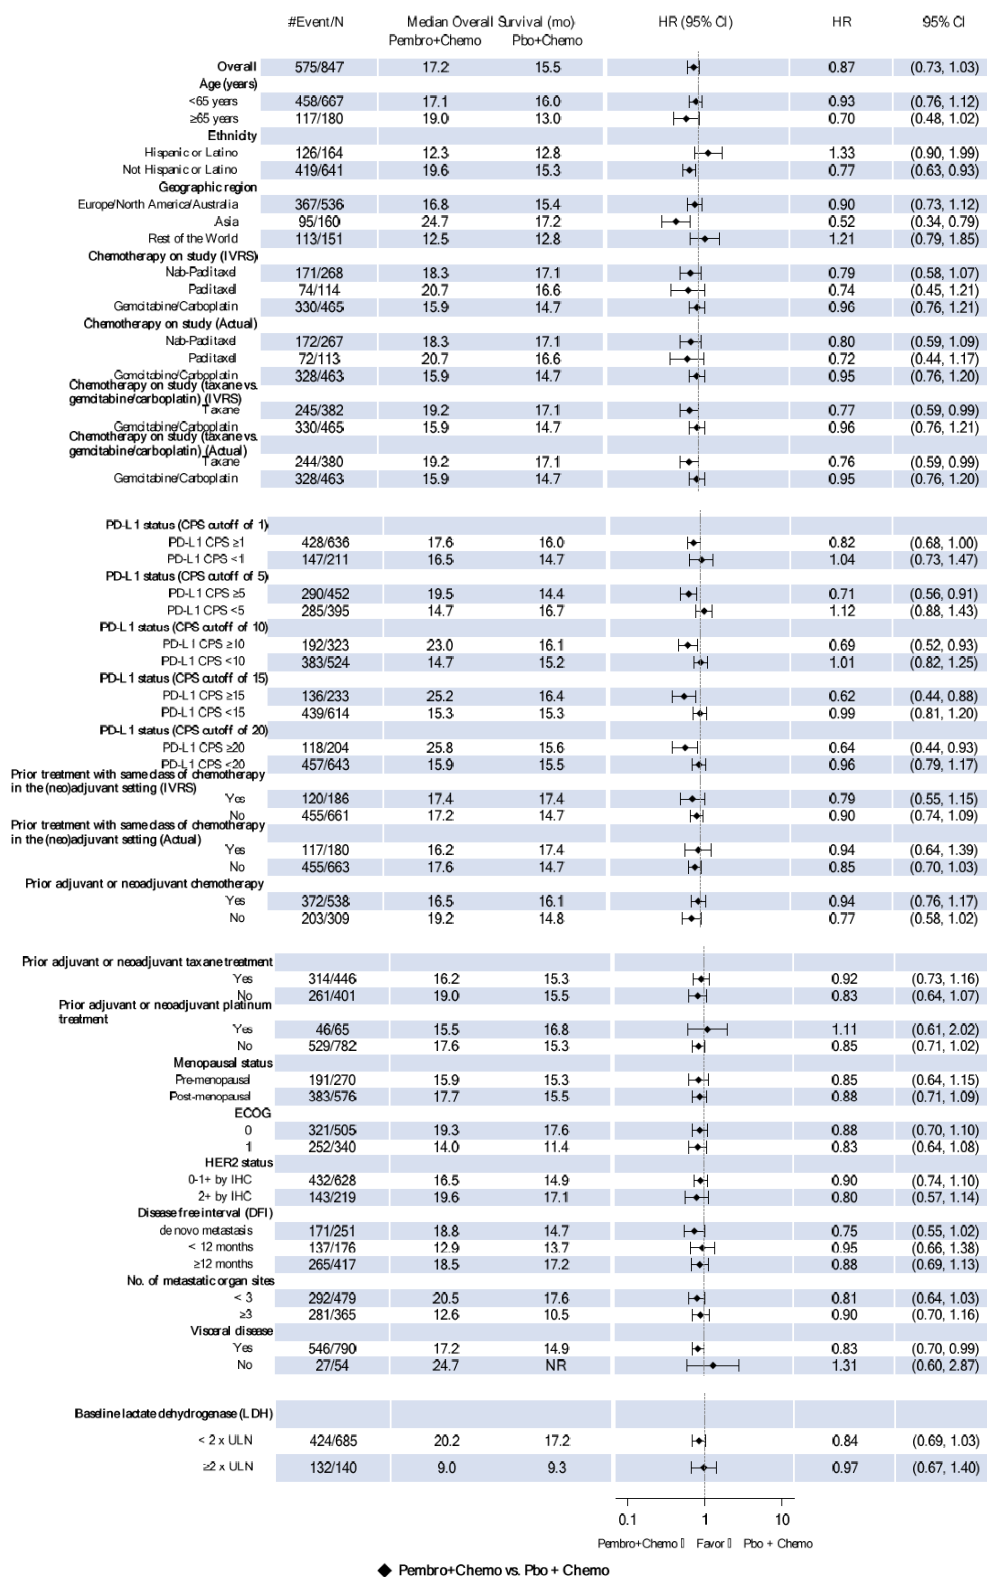 #Event/N Median Overall Survival (mo) HR (95% CI) HR 95% CI
Pembro+Chemo Pbo+Chemo
Overall 575/847 17.2 15.5 0.87 (0.73, 1.03)
Age (years)
<65 years 458/667 17.1 16.0 0.93 (0.76, 1.12)
≥65 years 117/180 19.0 13.0 0.70 (0.48, 1.02)
Ethnicity
Hispanic or Latino 126/164 12.3 12.8 1.33 (0.90, 1.99)
Not Hispanic or Latino 419/641 19.6 15.3 0.77 (0.63, 0.93)
Geographic region
Europe/North America/Australia 367/536 16.8 15.4 0.90 (0.73, 1.12)
Asia 95/160 24.7 17.2 0.52 (0.34, 0.79)
Rest of the World 113/151 12.5 12.8 1.21 (0.79, 1.85)
Chemotherapy on study (IVRS)
Nab-Paclitaxel 171/268 18.3 17.1 0.79 (0.58, 1.07)
Paclitaxel 74/114 20.7 16.6 0.74 (0.45, 1.21)
Gemcitabine/Carboplatin 330/465 15.9 14.7 0.96 (0.76, 1.21)
Chemotherapy on study (Actual)
Nab-Paclitaxel 172/267 18.3 17.1 0.80 (0.59, 1.09)
Paclitaxel 72/113 20.7 16.6 0.72 (0.44, 1.17)
Gemcitabine/Carboplatin 328/463 15.9 14.7 0.95 (0.76, 1.20)
Chemotherapy on study (taxane vs.
gemcitabine/carboplatin) (IVRS)
Taxane 245/382 19.2 17.1 0.77 (0.59, 0.99)
Gemcitabine/Carboplatin 330/465 15.9 14.7 0.96 (0.76, 1.21)
Chemotherapy on study (taxane vs.
gemcitabine/carboplatin) (Actual)
Taxane 244/380 19.2 17.1 0.76 (0.59, 0.99)
Gemcitabine/Carboplatin 328/463 15.9 14.7 0.95 (0.76, 1.20)
PD-L1 status (CPS cutoff of 1)
PD-L1 CPS ≥1 428/636 17.6 16.0 0.82 (0.68, 1.00)
PD-L1 CPS <1 147/211 16.5 14.7 1.04 (0.73, 1.47)
PD-L1 status (CPS cutoff of 5)
PD-L1 CPS ≥5 290/452 19.5 14.4 0.71 (0.56, 0.91)
PD-L1 CPS <5 285/395 14.7 16.7 1.12 (0.88, 1.43)
PD-L1 status (CPS cutoff of 10)
PD-L1 CPS ≥10 192/323 23.0 16.1 0.69 (0.52, 0.93)
PD-L1 CPS <10 383/524 14.7 15.2 1.01 (0.82, 1.25)
PD-L1 status (CPS cutoff of 15)
PD-L1 CPS ≥15 136/233 25.2 16.4 0.62 (0.44, 0.88)
PD-L1 CPS <15 439/614 15.3 15.3 0.99 (0.81, 1.20)
PD-L1 status (CPS cutoff of 20)
PD-L1 CPS ≥20 118/204 25.8 15.6 0.64 (0.44, 0.93)
PD-L1 CPS <20 457/643 15.9 15.5 0.96 (0.79, 1.17)
Prior treatment with same class of chemotherapy
in the (neo)adjuvant setting (IVRS)
Yes 120/186 17.4 17.4 0.79 (0.55, 1.15)
No 455/661 17.2 14.7 0.90 (0.74, 1.09)
Prior treatment with same class of chemotherapy
in the (neo)adjuvant setting (Actual)
Yes 117/180 16.2 17.4 0.94 (0.64, 1.39)
No 455/663 17.6 14.7 0.85 (0.70, 1.03)
Prior adjuvant or neoadjuvant chemotherapy
Yes 372/538 16.5 16.1 0.94 (0.76, 1.17)
No 203/309 19.2 14.8 0.77 (0.58, 1.02)
Prior adjuvant or neoadjuvant taxane treatment
Yes 314/446 16.2 15.3 0.92 (0.73, 1.16)
No 261/401 19.0 15.5 0.83 (0.64, 1.07)
Prior adjuvant or neoadjuvant platinum
treatment
Yes 46/65 15.5 16.8 1.11 (0.61, 2.02)
No 529/782 17.6 15.3 0.85 (0.71, 1.02)
Menopausal status
Pre-menopausal 191/270 15.9 15.3 0.85 (0.64, 1.15)
Post-menopausal 383/576 17.7 15.5 0.88 (0.71, 1.09)
ECOG
0 321/505 19.3 17.6 0.88 (0.70, 1.10)
1 252/340 14.0 11.4 0.83 (0.64, 1.08)
HER2 status
0-1+ by IHC 432/628 16.5 14.9 0.90 (0.74, 1.10)
2+ by IHC 143/219 19.6 17.1 0.80 (0.57, 1.14)
Disease free interval (DFI)
de novo metastasis 171/251 18.8 14.7 0.75 (0.55, 1.02)
< 12 months 137/176 12.9 13.7 0.95 (0.66, 1.38)
≥12 months 265/417 18.5 17.2 0.88 (0.69, 1.13)
No. of metastatic organ sites
< 3 292/479 20.5 17.6 0.81 (0.64, 1.03)
≥3 281/365 12.6 10.5 0.90 (0.70, 1.16)
Visceral disease
Yes 546/790 17.2 14.9 0.83 (0.70, 0.99)
No 27/54 24.7 NR 1.31 (0.60, 2.87)
Baseline lactate dehydrogenase (LDH)
< 2 x ULN 424/685 20.2 17.2 0.84 (0.69, 1.03)
≥2 x ULN 132/140 9.0 9.3 0.97 (0.67, 1.40)
0.1 1 10
Pembro+Chemo Favor Pbo + Chemo
Pembro+Chemo vs. Pbo + Chemo